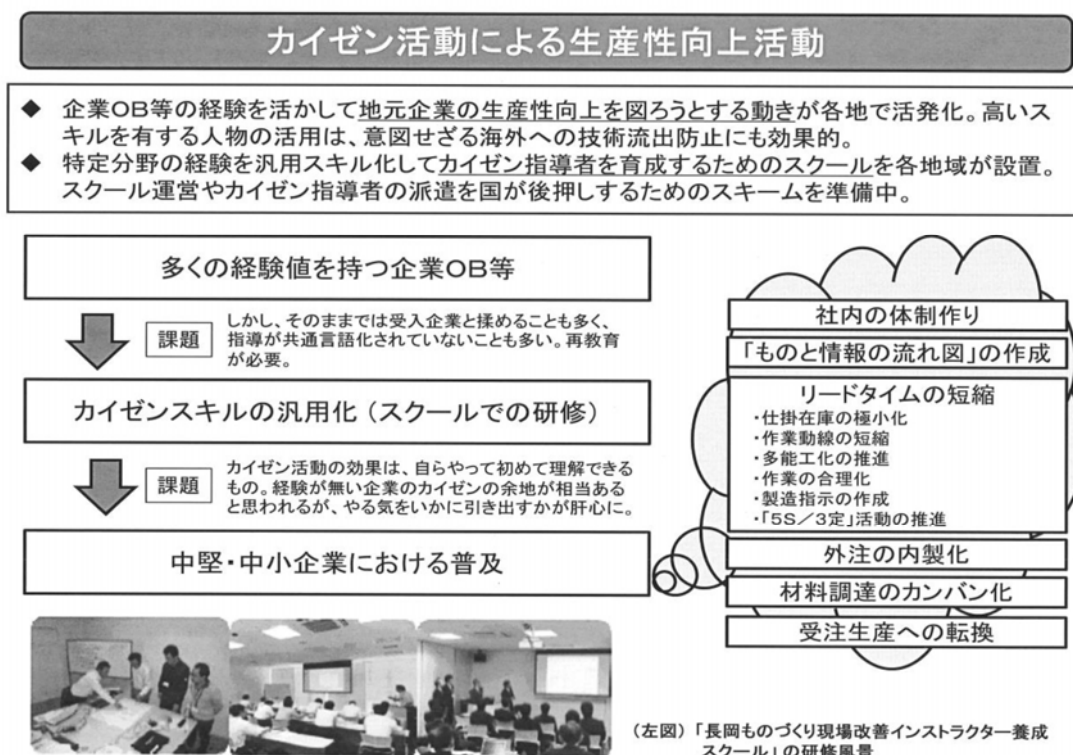 カイゼン活動による生産性向上活動
◆ 企業OB等の経験を活かして地元企業の生産性向上を図ろうとする動きが各地で活発化。高いス
キルを有する人物の活用は、意図せざる海外への技術流出防止にも効果的。
◆ 特定分野の経験を汎用スキル化してカイゼン指導者を育成するためのスクールを各地域が設置。
スクール運営やカイゼン指導者の派遣を国が後押しするためのスキームを準備中。
多くの経験値を持つ企業OB等
課題
しかし、そのままでは受入企業と揉めることも多く、
指導が共通言語化されていないことも多い。再教育
が必要。
カイゼンスキルの汎用化(スクールでの研修)
課題
カイゼン活動の効果は、自らやって初めて理解できる
もの。経験が無い企業のカイゼンの余地が相当ある
と思われるが、やる気をいかに引き出すかが肝心に。
中堅・中小企業における普及
社内の体制作り
「ものと情報の流れ図」の作成
リードタイムの短縮
・仕掛在庫の極小化
・作業動線の短縮
・多能工化の推進
・作業の合理化
・製造指示の作成
・「5S/3定」活動の推進
外注の内製化
材料調達のカンバン化
受注生産への転換
(左図)「長岡ものづくり現場改善インストラクター養成
スクール」の研修風景